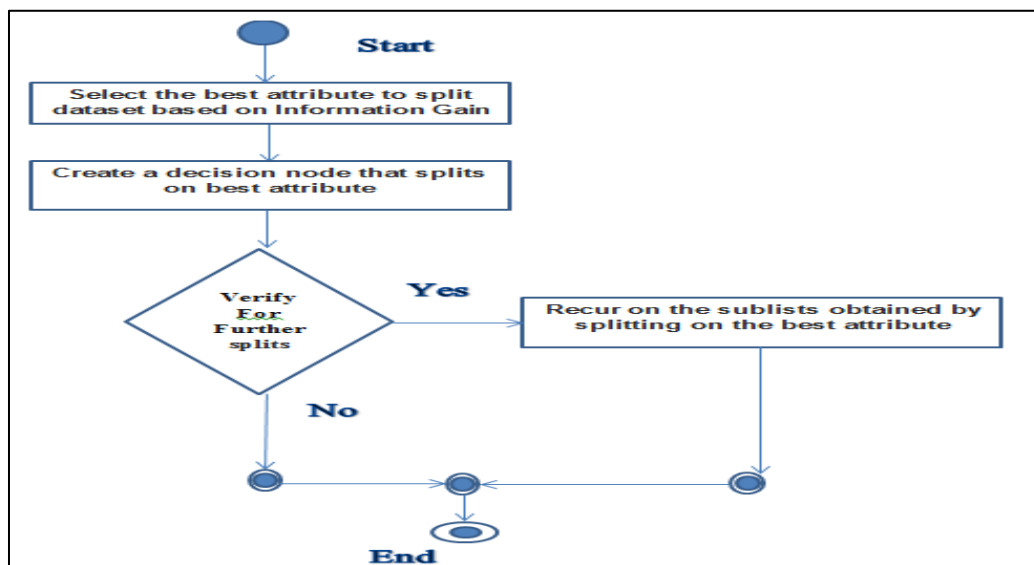 Start
Select the best attribute to split
dataset based on Information Gain
Create a decision node that splits
on best attribute
Verify
For
Further
splits
Yes
Recur on the sublists obtained by
splitting on the best attribute
No
End